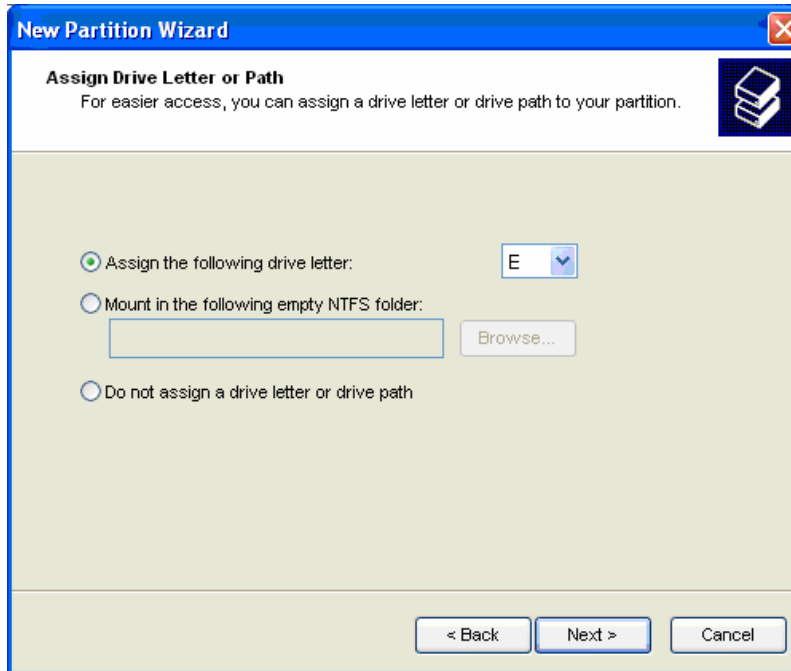 New Partition Wizard
Assign Drive Letter or Path
For easier access, you can assign a drive letter or drive path to your partition.
Assign the following drive letter: E
Mount in the following empty NTFS folder:
Browse...
Do not assign a drive letter or drive path
< Back Next > Cancel